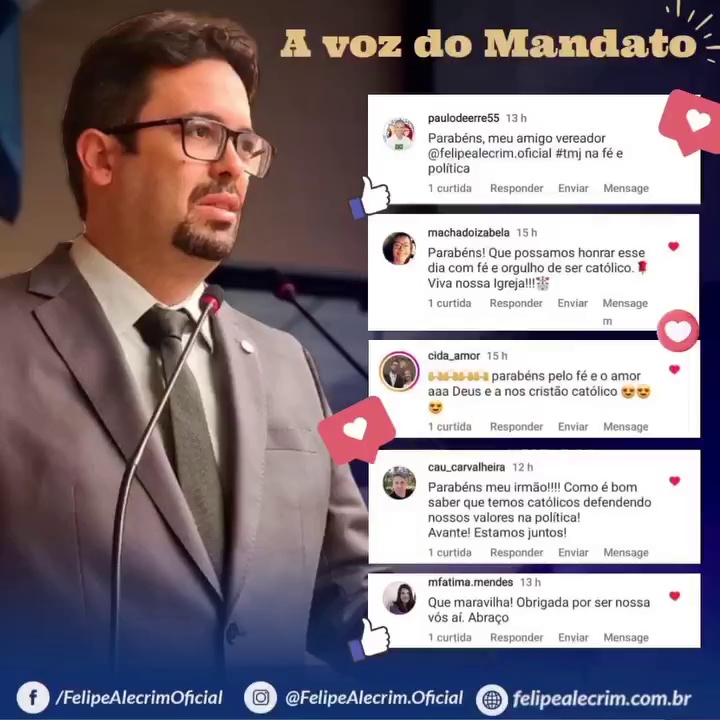 A voz do Mandato
paulodeerre55 13 h
Parabéns, meu amigo vereador
@felipealecrim.oficial #tmj na fé e
política
1 curtida Responder Enviar Message
machadoizabela 15 h
Parabéns! Que possamos honrar esse
dia com fé e orgulho de ser católico.🌹
Viva nossa Igreja!!!💒
1 curtida Responder Enviar Message
m
cida_amor 15 h
🙌🙌🙌🙌 parabéns pelo fé e o amor
aaa Deus e a nos cristão católico 😍😍
😍
1 curtida Responder Enviar Message
cau_carvalheira 12 h
Parabéns meu irmão!!!! Como é bom
saber que temos católicos defendendo
nossos valores na política!
Avante! Estamos juntos!
1 curtida Responder Enviar Message
mfatima.mendes 13 h
Que maravilha! Obrigada por ser nossa
vós aí. Abraço
1 curtida Responder Enviar Message
/FelipeAlecrimOficial @FelipeAlecrim.Oficial felipealecrim.com.br